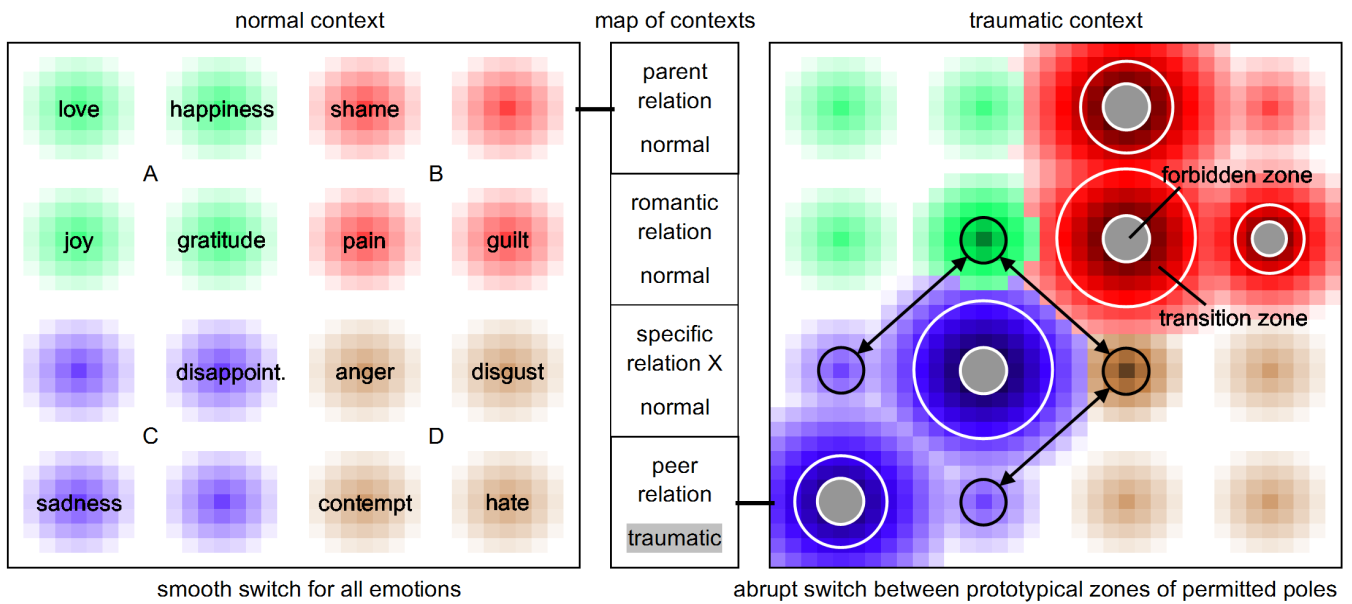 normal context
map of contexts
traumatic context
love
happiness
shame
A
B
joy
gratitude
pain
guilt
disappoint.
anger
disgust
C
D
sadness
contempt
hate
smooth switch for all emotions
parent
relation
normal
romantic
relation
normal
specific
relation X
normal
peer
relation
traumatic
forbidden zone
transition zone
abrupt switch between prototypical zones of permitted poles